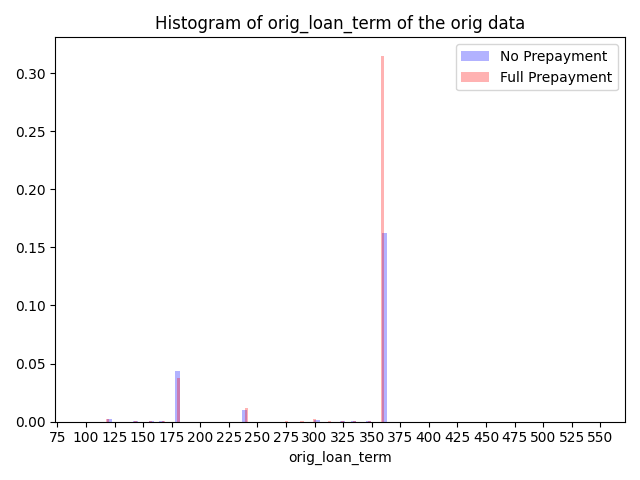 Histogram of orig_loan_term of the orig data
No Prepayment
Full Prepayment
0.30
0.25
0.20
0.15
0.10
0.05
0.00
75 100 125 150 175 200 225 250 275 300 325 350 375 400 425 450 475 500 525 550
orig_loan_term